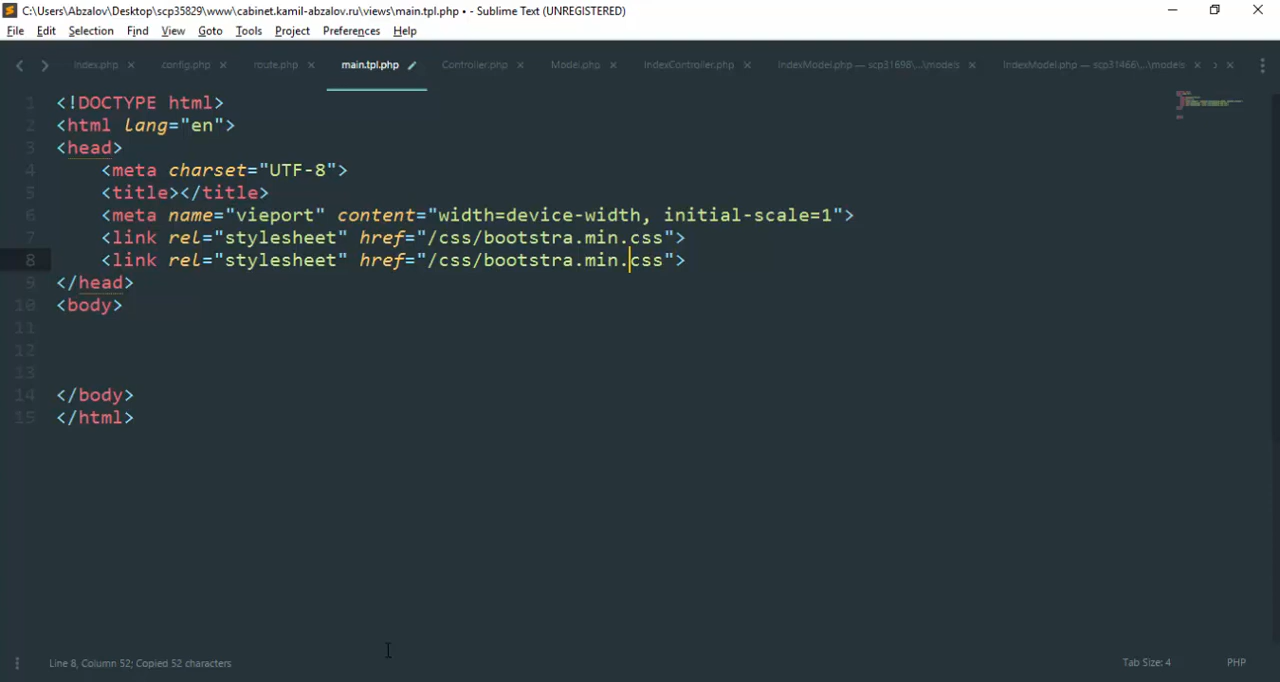 C:\Users\Abzalov\Desktop\scp35829\www\cabinet.kamil-abzalov.ru\views\main.tpl.php • - Sublime Text (UNREGISTERED)
File Edit Selection Find View Goto Tools Project Preferences Help
index.php × config.php × route.php × main.tpl.php Controller.php × Model.php × IndexController.php × IndexModel.php — scp31698\...\models × IndexModel.php — scp31466\...\models ×
1 <!DOCTYPE html>
2 <html lang="en">
3 <head>
4 <meta charset="UTF-8">
5 <title></title>
6 <meta name="vieport" content="width=device-width, initial-scale=1">
7 <link rel="stylesheet" href="/css/bootstra.min.css">
8 <link rel="stylesheet" href="/css/bootstra.min.css">
9 </head>
10 <body>
11
12
13
14 </body>
15 </html>
Line 8, Column 52; Copied 52 characters Tab Size: 4 PHP